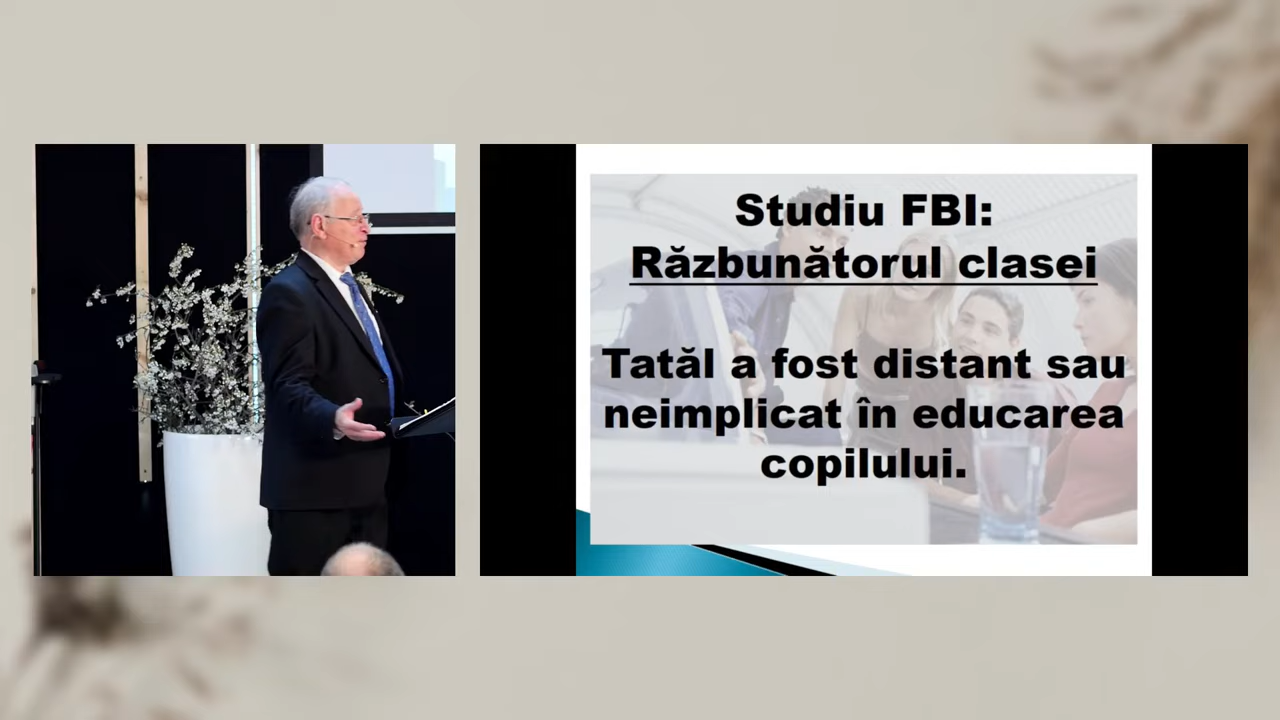 Studiu FBI:
Răzbunătorul clasei
Tatăl a fost distant sau
neimplicat în educarea
copilului.